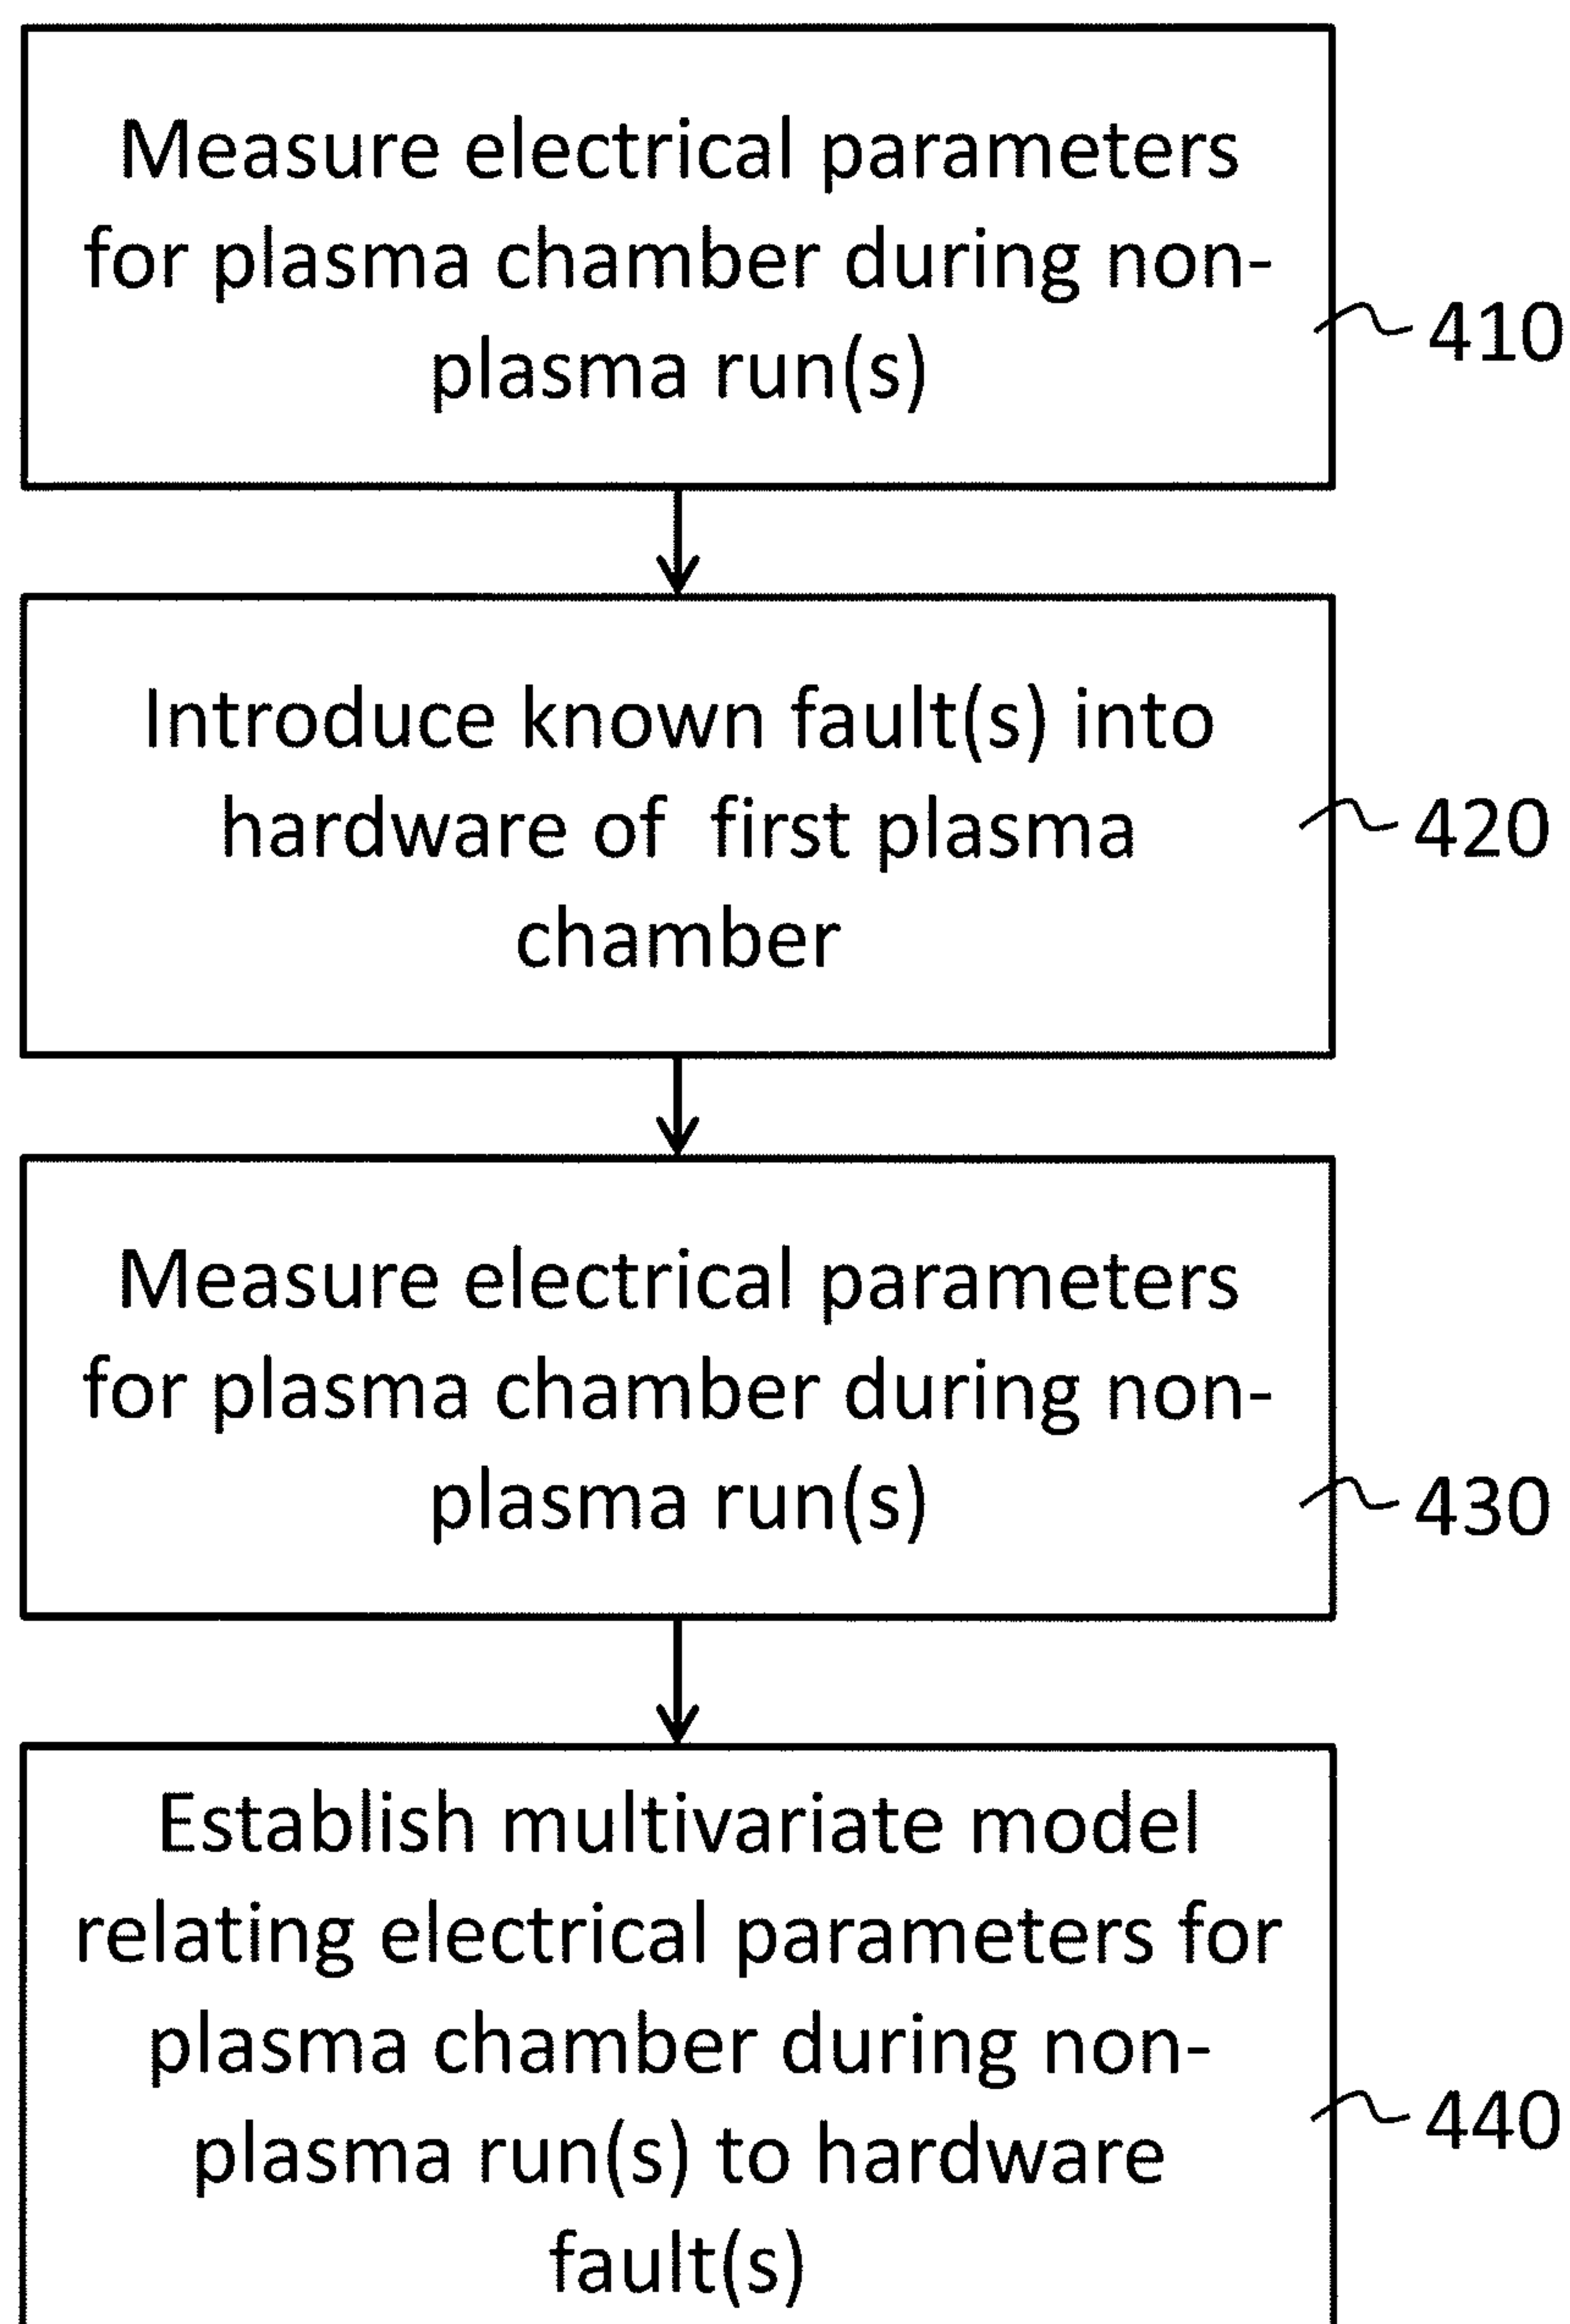 Measure electrical parameters
for plasma chamber during non-
plasma run(s)
410
Introduce known fault(s) into
hardware of first plasma
chamber
420
Measure electrical parameters
for plasma chamber during non-
plasma run(s)
430
Establish multivariate model
relating electrical parameters for
plasma chamber during non-
plasma run(s) to hardware
fault(s)
440